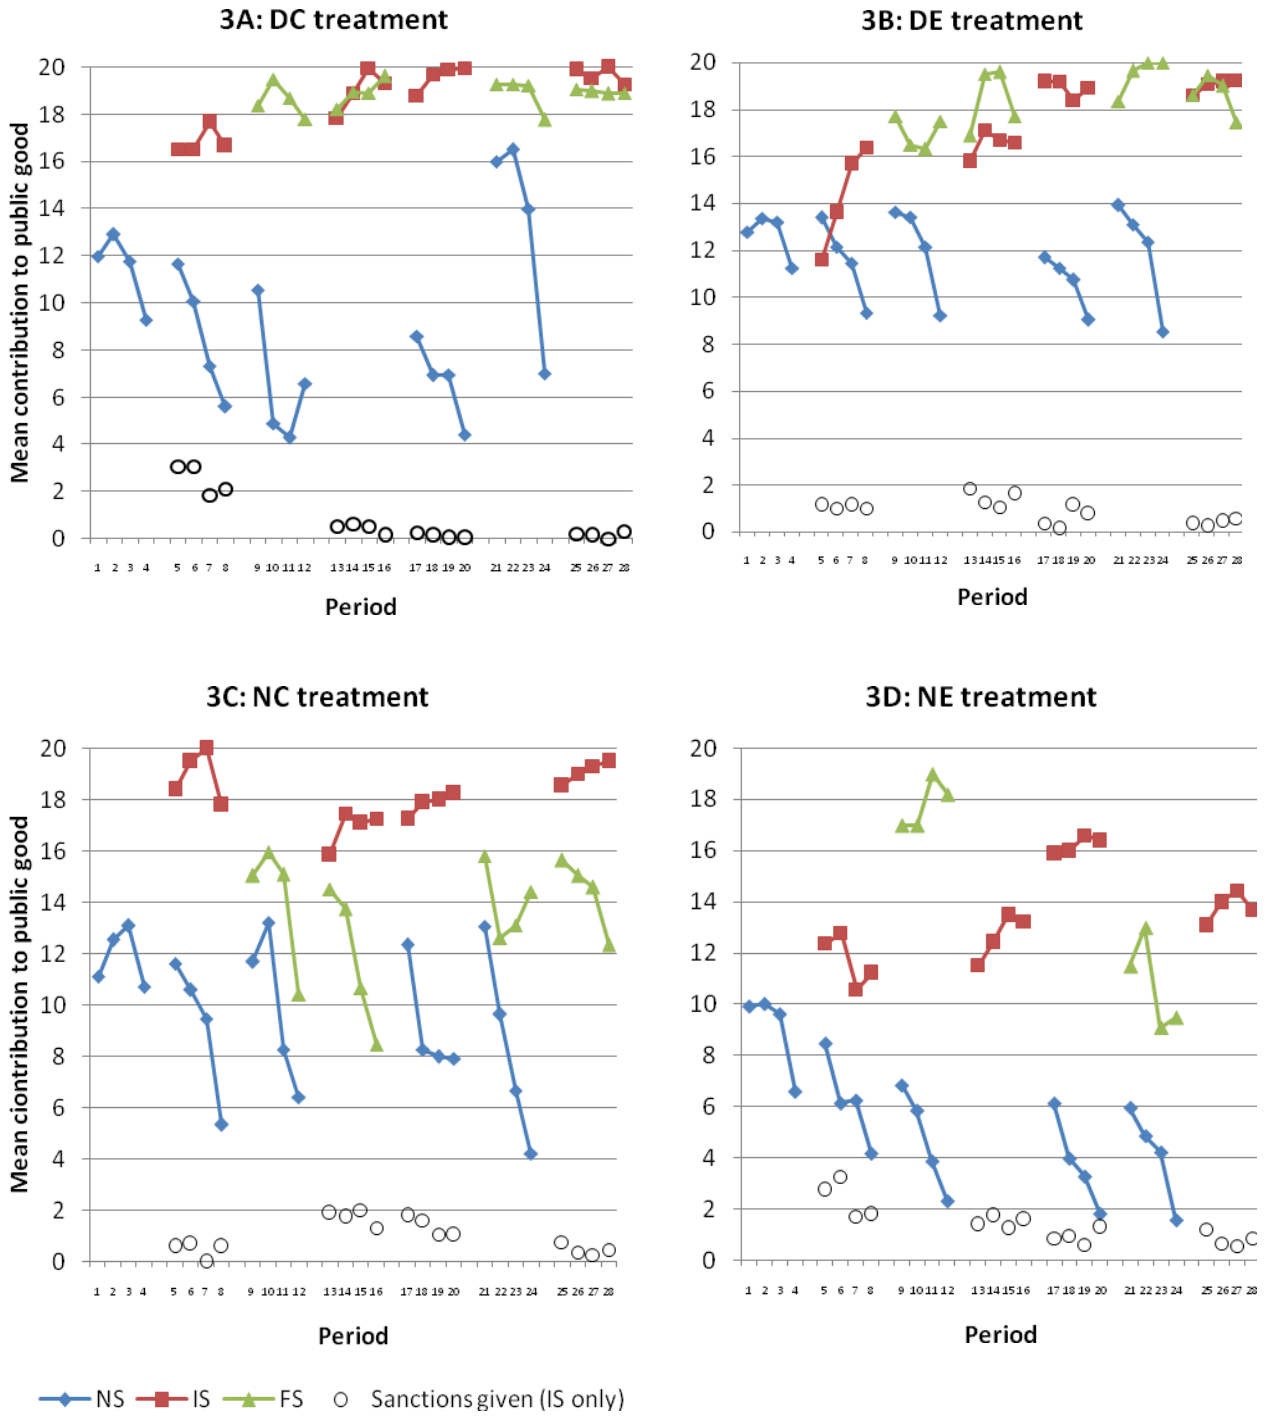 3A: DC treatment
Mean contribution to public good
20
18
16
14
12
10
8
6
4
2
0
1 2 3 4 5 6 7 8 9 10 11 12 13 14 15 16 17 18 19 20 21 22 23 24 25 26 27 28
Period
3B: DE treatment
20
18
16
14
12
10
8
6
4
2
0
1 2 3 4 5 6 7 8 9 10 11 12 13 14 15 16 17 18 19 20 21 22 23 24 25 26 27 28
Period
3C: NC treatment
Mean ciontribution to public good
20
18
16
14
12
10
8
6
4
2
0
1 2 3 4 5 6 7 8 9 10 11 12 13 14 15 16 17 18 19 20 21 22 23 24 25 26 27 28
Period
3D: NE treatment
20
18
16
14
12
10
8
6
4
2
0
1 2 3 4 5 6 7 8 9 10 11 12 13 14 15 16 17 18 19 20 21 22 23 24 25 26 27 28
Period
NS IS FS Sanctions given (IS only)